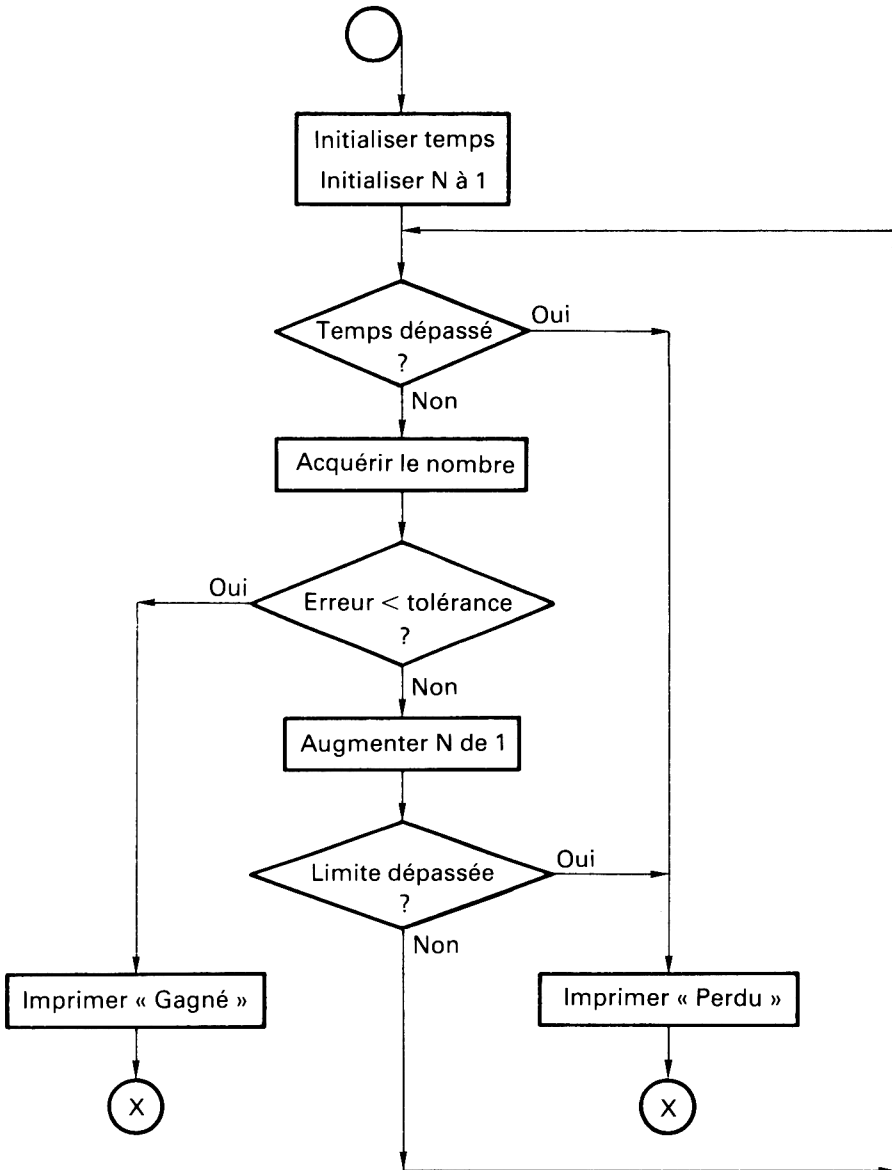 Initialiser temps
Initialiser N à 1
Temps dépassé
?
Oui
Non
Acquérir le nombre
Oui
Erreur < tolérance
?
Non
Augmenter N de 1
Limite dépassée
?
Oui
Non
Imprimer « Gagné »
Imprimer « Perdu »
X
X